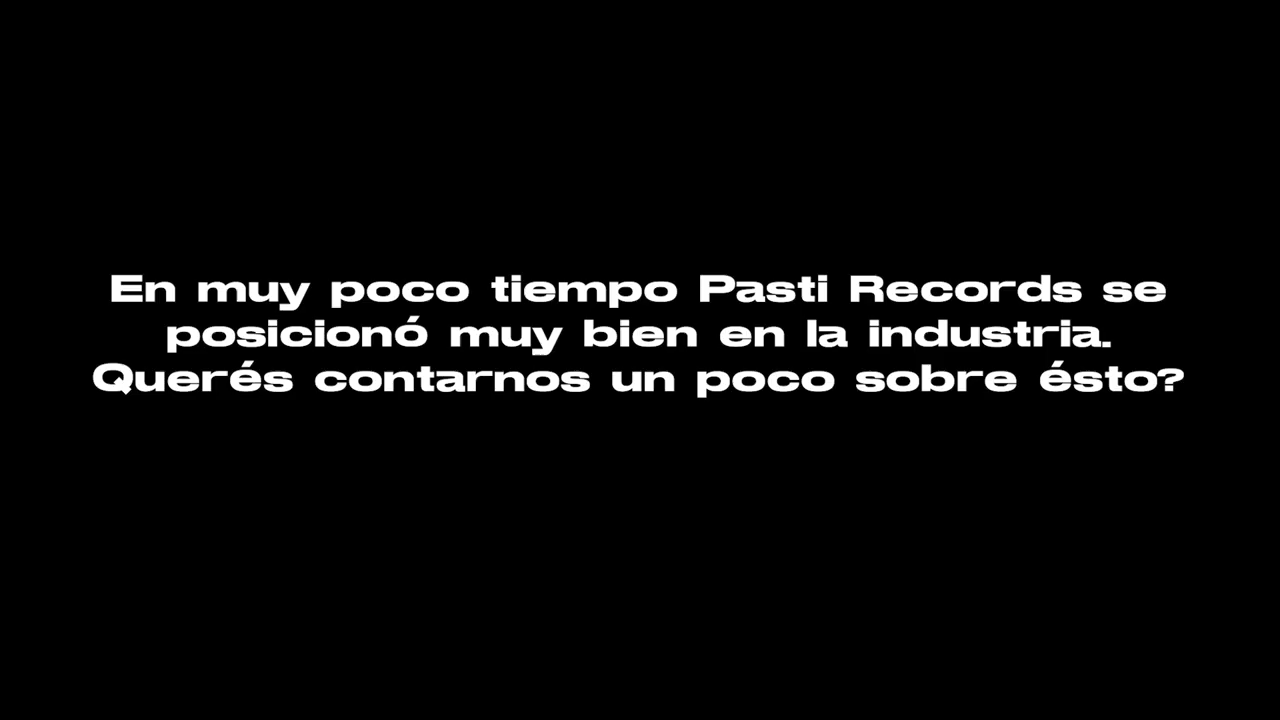 En muy poco tiempo Pasti Records se
posicionó muy bien en la industria.
Querés contarnos un poco sobre ésto?